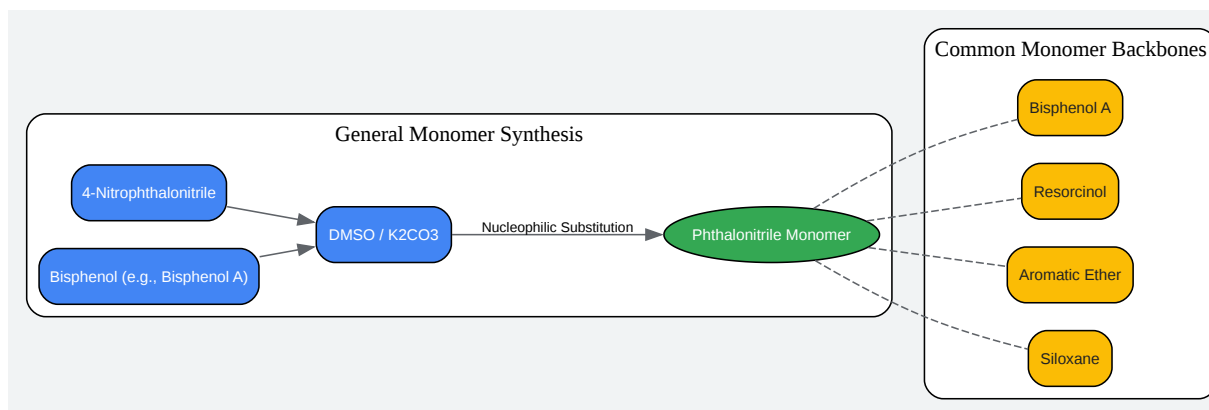 General Monomer Synthesis
4-Nitrophthalonitrile
Bisphenol (e.g., Bisphenol A)
DMSO / K2CO3
Nucleophilic Substitution
Phthalonitrile Monomer
Common Monomer Backbones
Bisphenol A
Resorcinol
Aromatic Ether
Siloxane